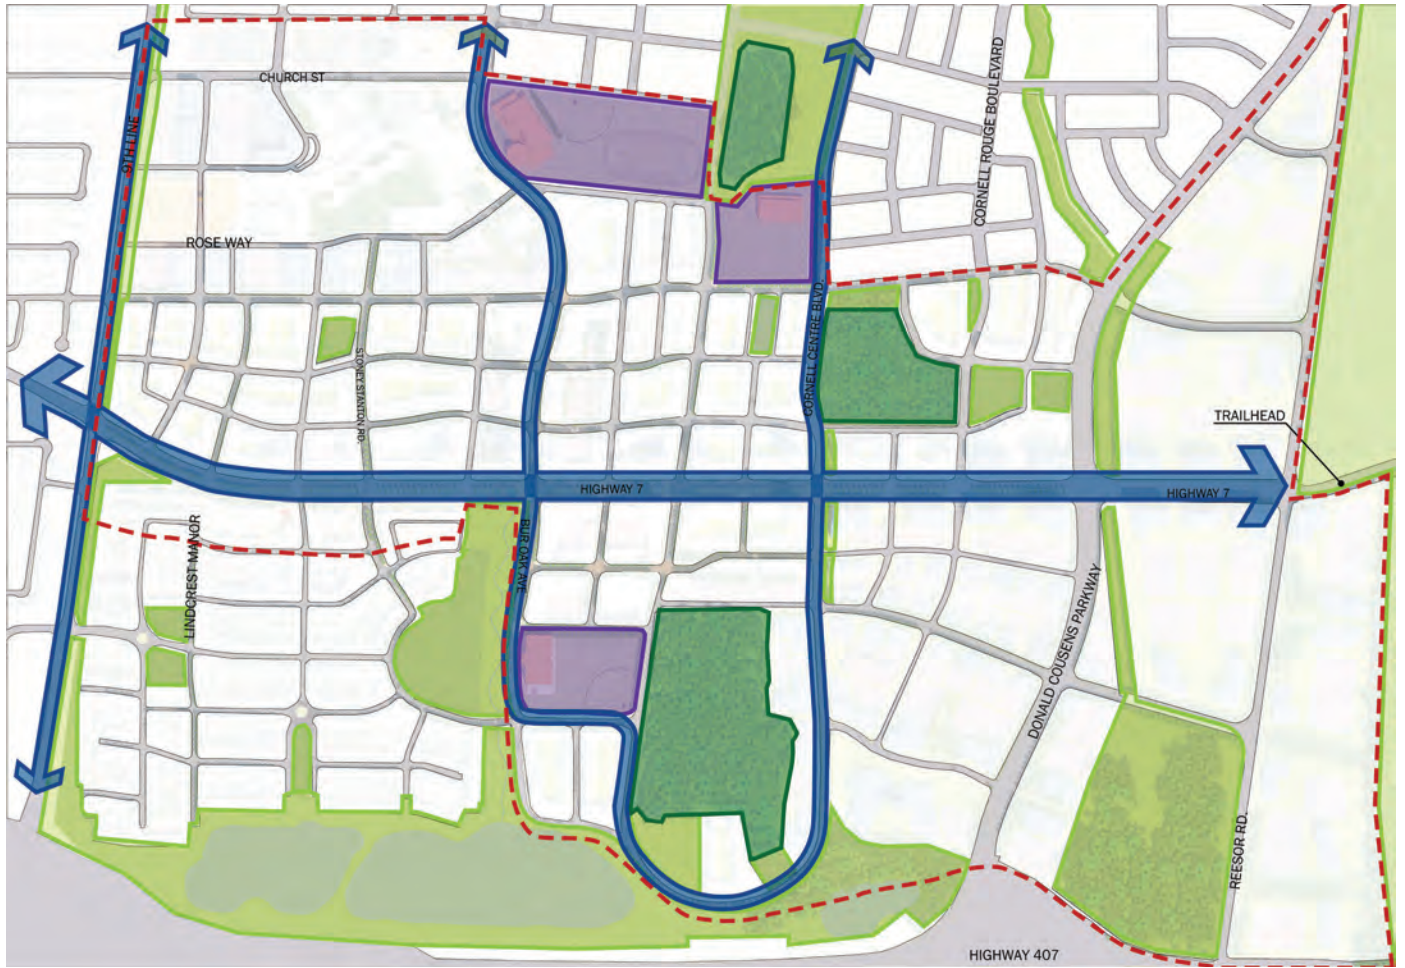 CHURCH ST
9TH LINE
CORNELL ROUGE BOULEVARD
ROSE WAY
CORNELL CENTRE BLVD.
STONEY STANTON RD.
TRAILHEAD
HIGHWAY 7
HIGHWAY 7
BUR OAK AVE
LINDCREST MANOR
DONALD COUSENS PARKWAY
REESOR RD.
HIGHWAY 407